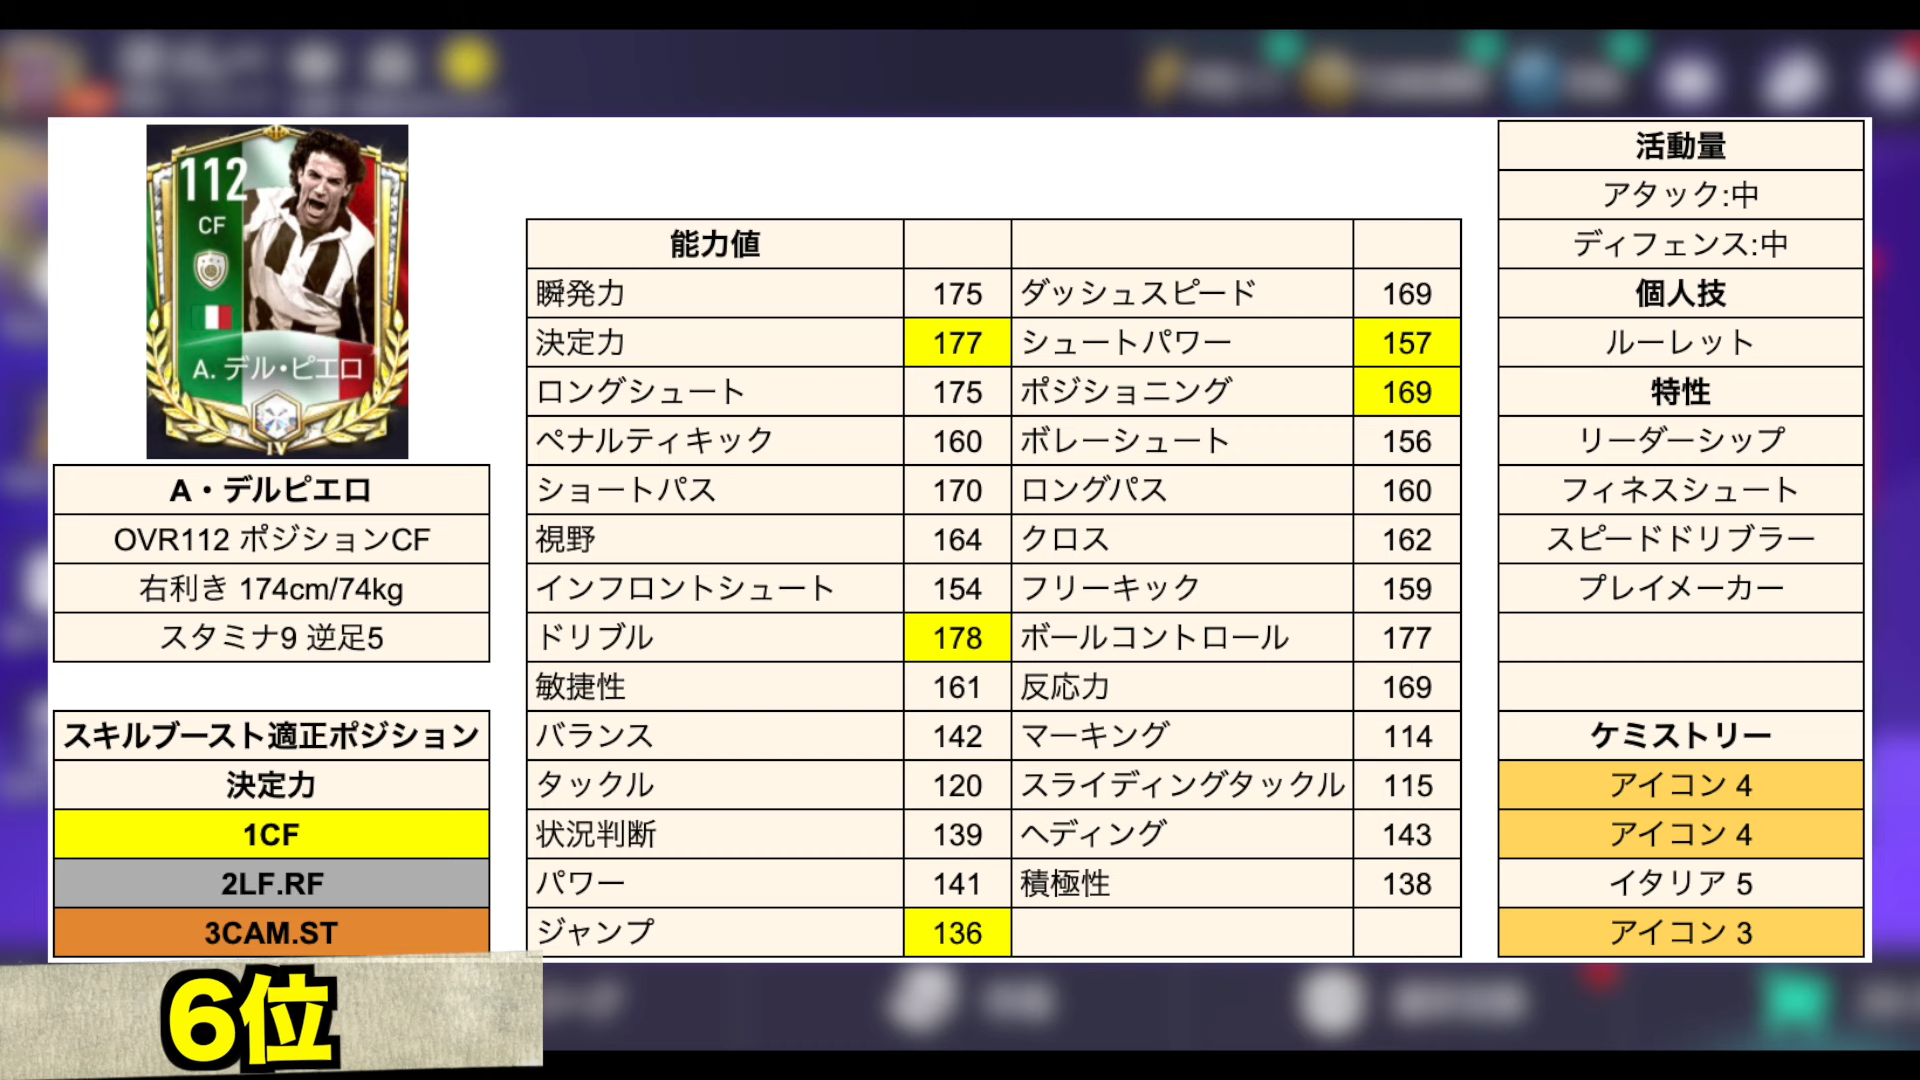 112
CF
A. デル・ピエロ
IV
A・デルピエロ
OVR112 ポジションCF
右利き 174cm/74kg
スタミナ9 逆足5
スキルブースト適正ポジション
決定力
1CF
2LF.RF
3CAM.ST
6位
能力値
瞬発力 175 ダッシュスピード 169
決定力 177 シュートパワー 157
ロングシュート 175 ポジショニング 169
ペナルティキック 160 ボレーシュート 156
ショートパス 170 ロングパス 160
視野 164 クロス 162
インフロントシュート 154 フリーキック 159
ドリブル 178 ボールコントロール 177
敏捷性 161 反応力 169
バランス 142 マーキング 114
タックル 120 スライディングタックル 115
状況判断 139 ヘディング 143
パワー 141 積極性 138
ジャンプ 136
活動量
アタック:中
ディフェンス:中
個人技
ルーレット
特性
リーダーシップ
フィネスシュート
スピードドリブラー
プレイメーカー
ケミストリー
アイコン 4
アイコン 4
イタリア 5
アイコン 3